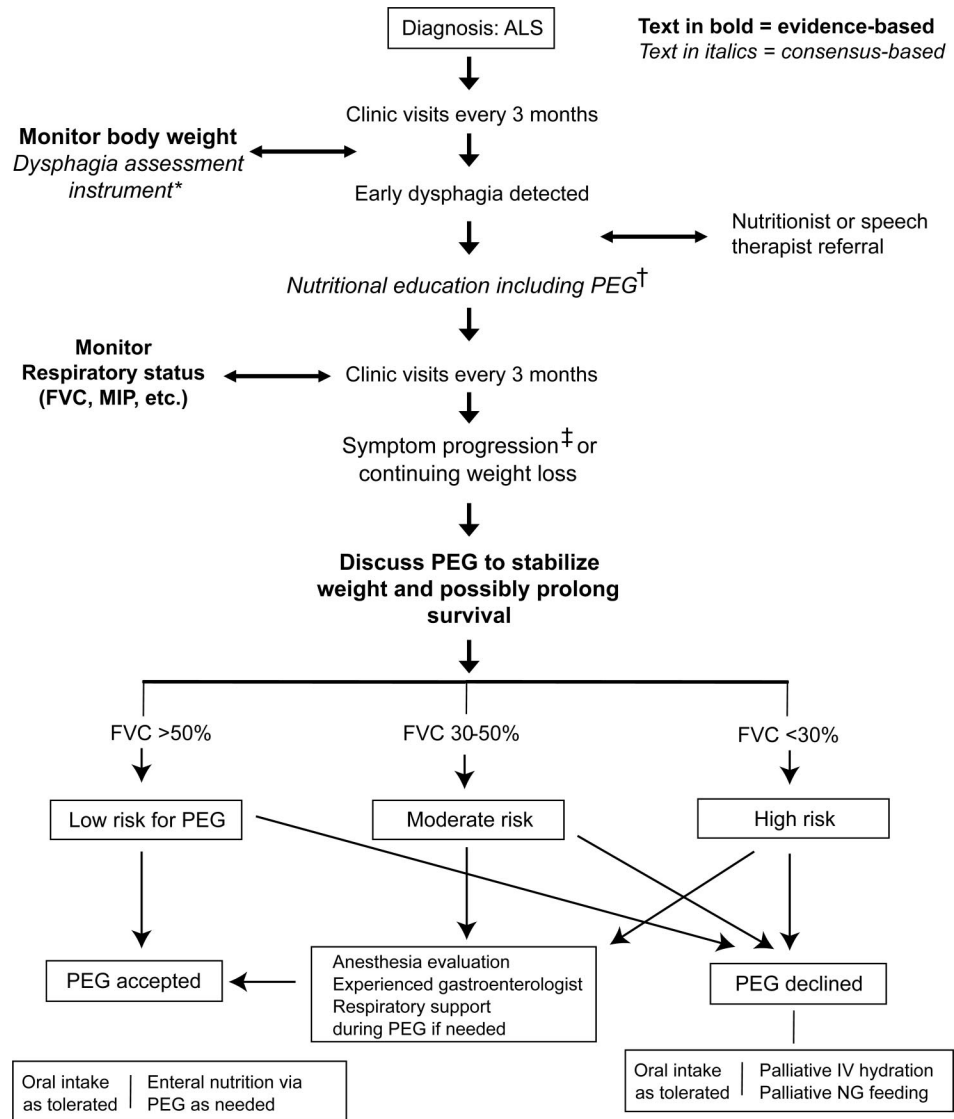 Diagnosis: ALS
Text in bold = evidence-based
Text in italics = consensus-based
Clinic visits every 3 months
Monitor body weight
Dysphagia assessment
instrument*
Early dysphagia detected
Nutritionist or speech
therapist referral
Nutritional education including PEG†
Monitor
Respiratory status
(FVC, MIP, etc.)
Clinic visits every 3 months
Symptom progression‡ or
continuing weight loss
Discuss PEG to stabilize
weight and possibly prolong
survival
FVC >50%
FVC 30-50%
FVC <30%
Low risk for PEG
Moderate risk
High risk
PEG accepted
Anesthesia evaluation
Experienced gastroenterologist
Respiratory support
during PEG if needed
PEG declined
Oral intake
as tolerated
Enteral nutrition via
PEG as needed
Oral intake
as tolerated
Palliative IV hydration
Palliative NG feeding